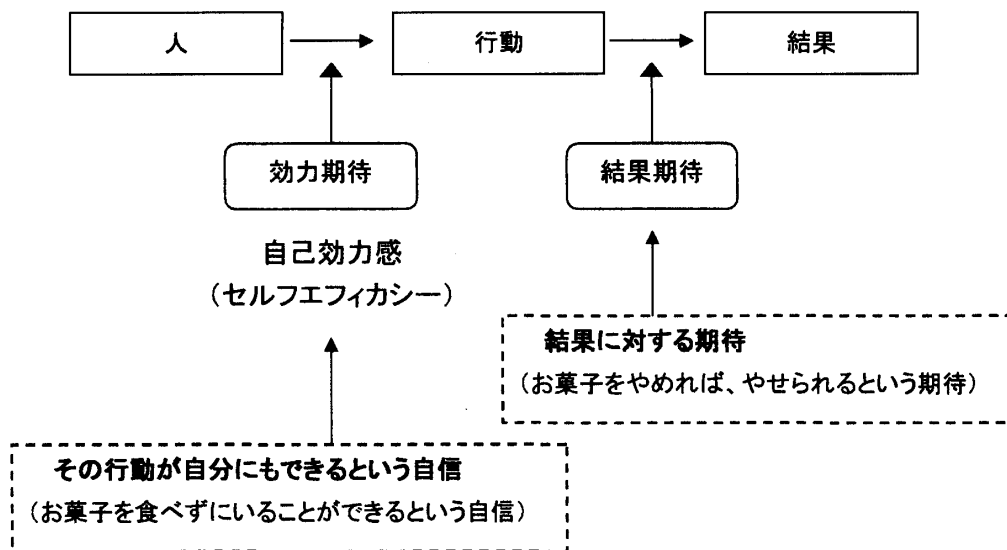 人
行動
結果
効力期待
結果期待
自己効力感
(セルフエフィカシー)
結果に対する期待
(お菓子をやめれば、やせられるという期待)
その行動が自分にもできるという自信
(お菓子を食べずにいることができるという自信)